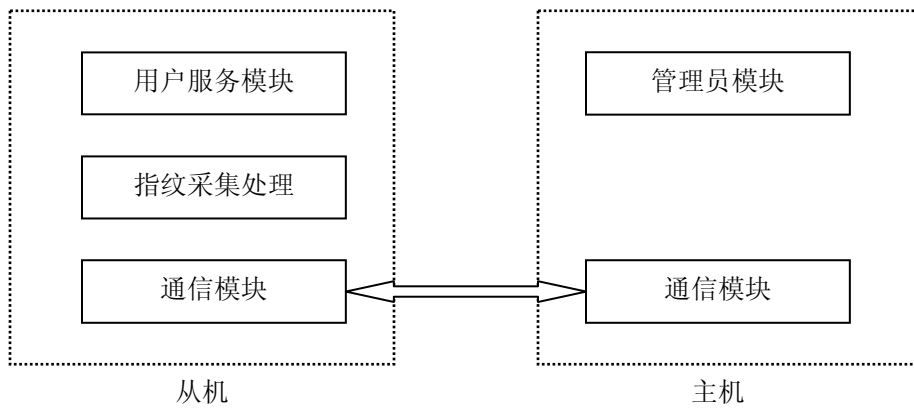 用户服务模块
管理员模块
指纹采集处理
通信模块
通信模块
从机
主机